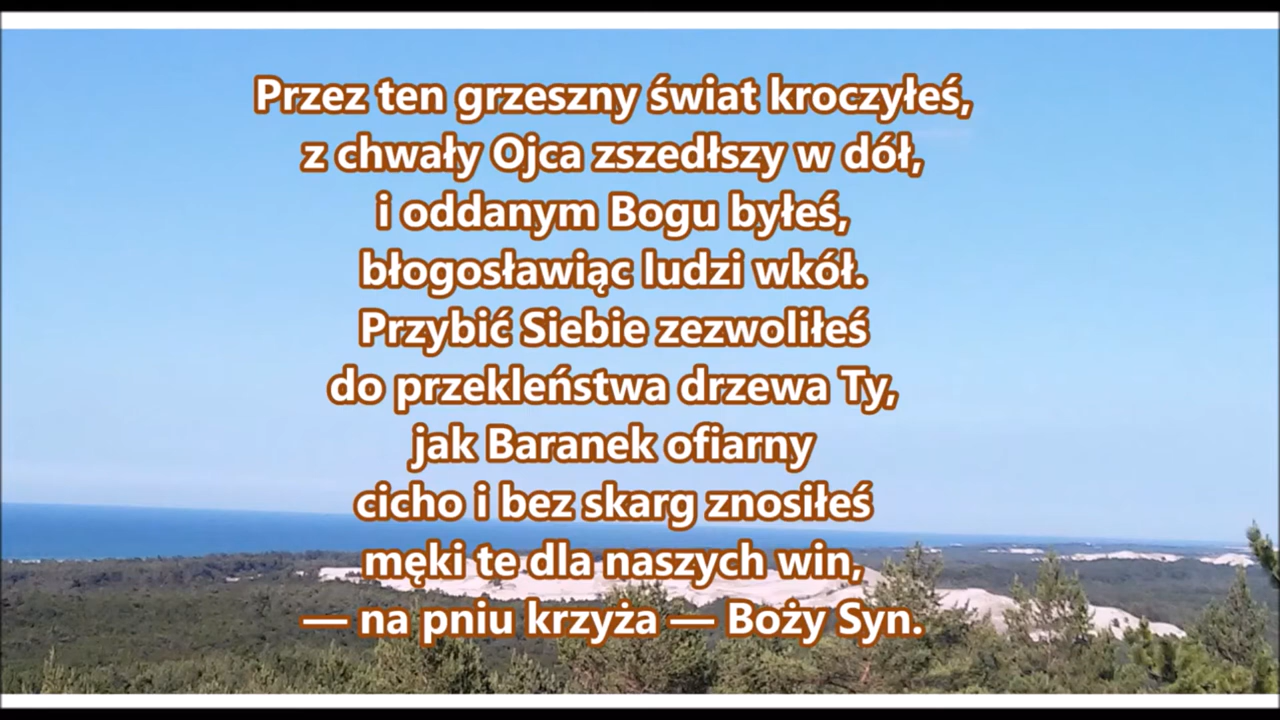 Przez ten grzeszny świat kroczyłeś,
z chwały Ojca zszedłszy w dół,
i oddanym Bogu byłeś,
błogosławiąc ludzi wkół.
Przybić Siebie zezwoliłeś
do przekleństwa drzewa Ty,
jak Baranek ofiarny
cicho i bez skarg znosiłeś
męki te dla naszych win,
— na pniu krzyża — Boży Syn.